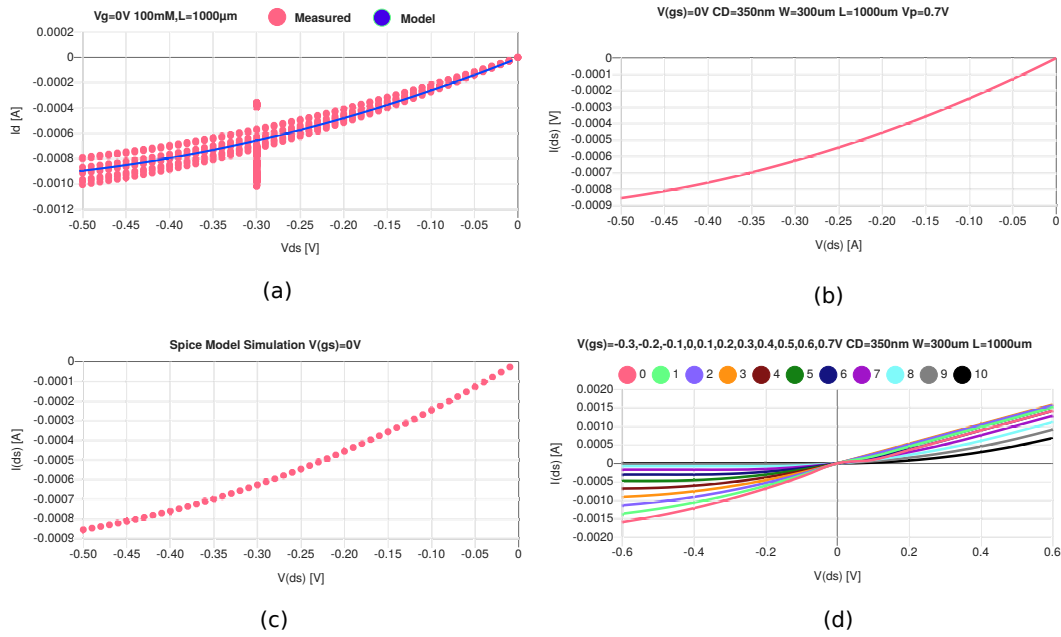 Vg=0V 100mM,L=1000µm Measured Model
0.0002
0
-0.0002
-0.0004
-0.0006
-0.0008
-0.0010
-0.0012
Id [A]
-0.50 -0.45 -0.40 -0.35 -0.30 -0.25 -0.20 -0.15 -0.10 -0.05 0
Vds [V]
(a)
V(gs)=0V CD=350nm W=300um L=1000um Vp=0.7V
0
-0.0001
-0.0002
-0.0003
-0.0004
-0.0005
-0.0006
-0.0007
-0.0008
-0.0009
I(ds) [V]
-0.50 -0.45 -0.40 -0.35 -0.30 -0.25 -0.20 -0.15 -0.10 -0.05 0
V(ds) [A]
(b)
Spice Model Simulation V(gs)=0V
0
-0.0001
-0.0002
-0.0003
-0.0004
-0.0005
-0.0006
-0.0007
-0.0008
-0.0009
I(ds) [A]
-0.50 -0.45 -0.40 -0.35 -0.30 -0.25 -0.20 -0.15 -0.10 -0.05 0
V(ds) [V]
(c)
V(gs)=-0.3,-0.2,-0.1,0,0.1,0.2,0.3,0.4,0.5,0.6,0.7V CD=350nm W=300um L=1000um
0 1 2 3 4 5 6 7 8 9 10
0.0020
0.0015
0.0010
0.0005
0
-0.0005
-0.0010
-0.0015
-0.0020
I(ds) [A]
-0.6 -0.4 -0.2 0 0.2 0.4 0.6
V(ds) [V]
(d)